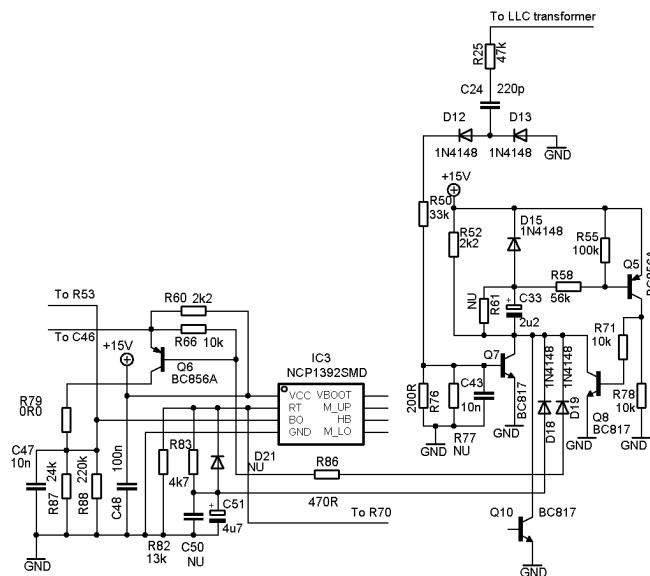 To LLC transformer
R25
47k
C24 220p
D12 D13
1N4148 1N4148
GND
+15V
R50
33k
R52
2k2
D15
1N4148
R55
100k
Q5
BC856A
R58
56k
NU
R61
C33
2u2
To R53
R60 2k2
To C46
+15V
R66 10k
Q6
BC856A
IC3
NCP1392SMD
VCC VBOOT
RT M_UP
BO HB
GND M_LO
Q7
BC817
1N4148
1N4148
R71
10k
D18
D19
Q8
BC817
R78
10k
200R
R76
C43
10n
R77
NU
GND
GND
GND
GND
R79
0R0
C47
10n
24k
R87
220k
R88
100n
C48
R83
4k7
D21
NU
R86
470R
C51
4u7
To R70
R82
13k
C50
NU
GND
Q10 BC817
GND